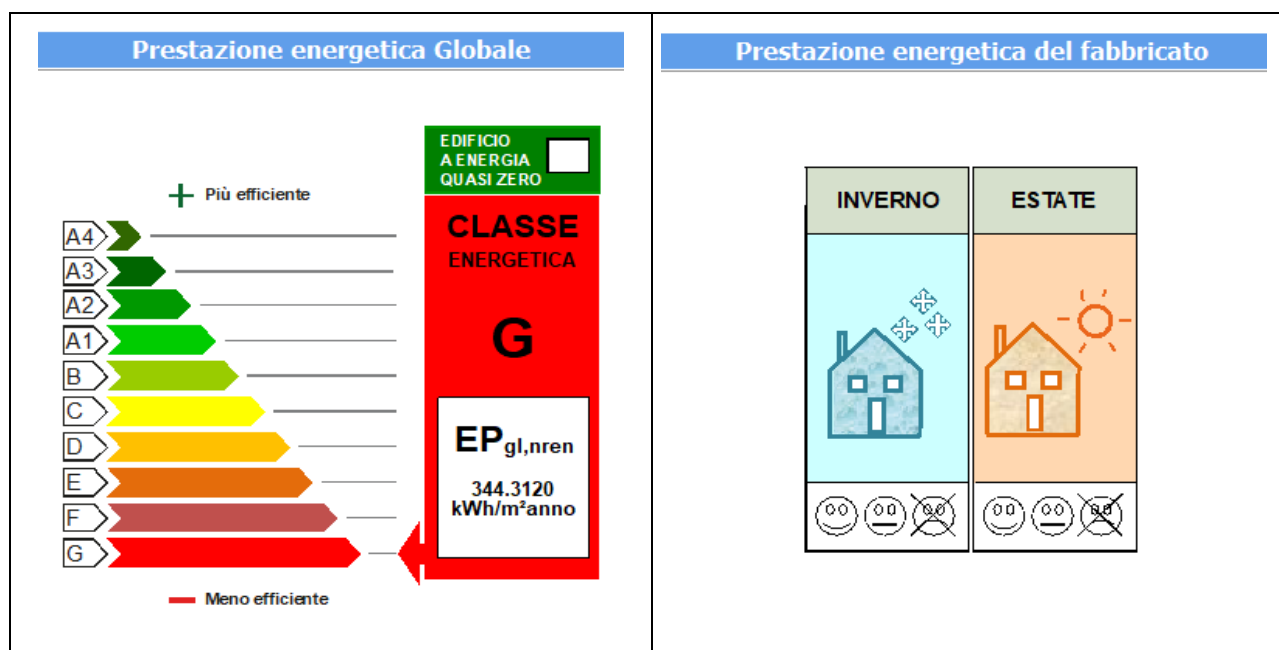 Prestazione energetica Globale
Prestazione energetica del fabbricato
EDIFICIO
A ENERGIA
QUASI ZERO
+ Più efficiente
CLASSE
ENERGETICA
G
A4
A3
A2
A1
B
C
D
E
F
G
EPgl,nren
344.3120
kWh/m²anno
— Meno efficiente
INVERNO
ESTATE